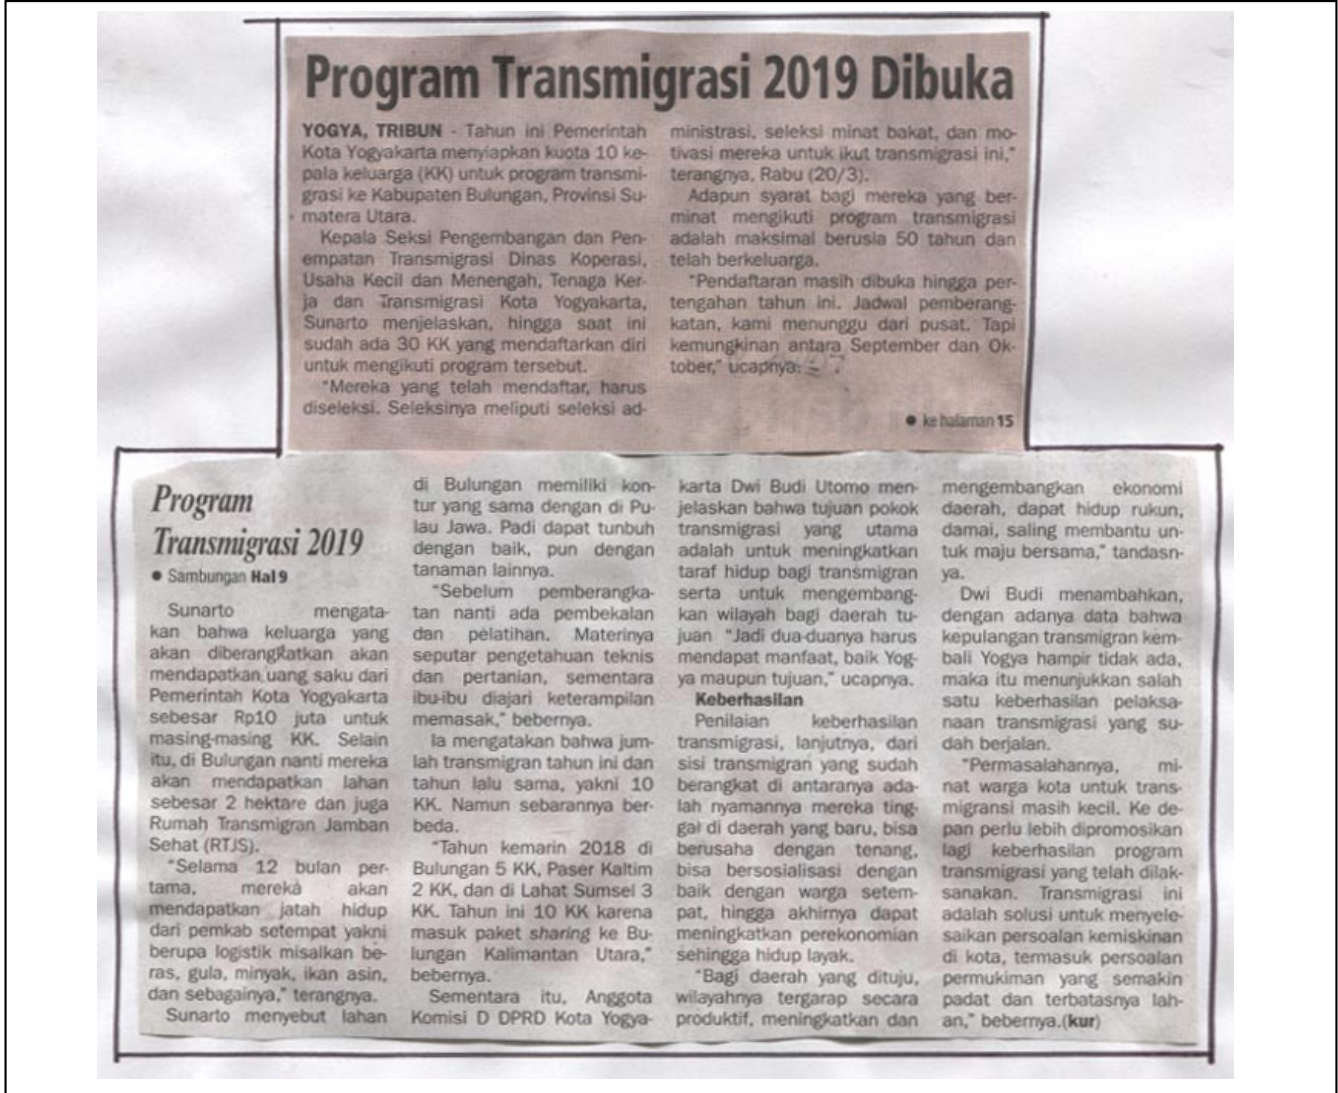 Program Transmigrasi 2019 Dibuka
YOGYA, TRIBUN - Tahun ini Pemerintah
Kota Yogyakarta menyiapkan kuota 10 ke-
pala keluarga (KK) untuk program transmi-
grasi ke Kabupaten Bulungan, Provinsi Su-
matera Utara.
Kepala Seksi Pengembangan dan Pen-
empatan Transmigrasi Dinas Koperasi,
Usaha Kecil dan Menengah, Tenaga Ker-
ja dan Transmigrasi Kota Yogyakarta,
Sunarto menjelaskan, hingga saat ini
sudah ada 30 KK yang mendaftarkan diri
untuk mengikuti program tersebut.
"Mereka yang telah mendaftar, harus
diseleksi. Seleksinya meliputi seleksi ad-
ministrasi, seleksi minat bakat, dan mo-
tivasi mereka untuk ikut transmigrasi ini,"
terangnya, Rabu (20/3).
Adapun syarat bagi mereka yang ber-
minat mengikuti program transmigrasi
adalah maksimal berusia 50 tahun dan
telah berkeluarga.
"Pendaftaran masih dibuka hingga per-
tengahan tahun ini. Jadwal pemberang-
katan, kami menunggu dari pusat. Tapi
kemungkinan antara September dan Ok-
tober," ucapnya.
● ke halaman 15
Program
Transmigrasi 2019
● Sambungan Hal 9
Sunarto mengata-
kan bahwa keluarga yang
akan diberangkatkan akan
mendapatkan uang saku dari
Pemerintah Kota Yogyakarta
sebesar Rp10 juta untuk
masing-masing KK. Selain
itu, di Bulungan nanti mereka
akan mendapatkan lahan
sebesar 2 hektare dan juga
Rumah Transmigran Jamban
Sehat (RTJS).
"Selama 12 bulan per-
tama, mereka akan
mendapatkan jatah hidup
dari pemkab setempat yakni
berupa logistik misalkan be-
ras, gula, minyak, ikan asin,
dan sebagainya," terangnya.
Sunarto menyebut lahan
di Bulungan memiliki kon-
tur yang sama dengan di Pu-
lau Jawa. Padi dapat tunbuh
dengan baik, pun dengan
tanaman lainnya.
"Sebelum pemberangka-
tan nanti ada pembekalan
dan pelatihan. Materinya
seputar pengetahuan teknis
dan pertanian, sementara
ibu-ibu diajari keterampilan
memasak," bebernya.
Ia mengatakan bahwa jum-
lah transmigran tahun ini dan
tahun lalu sama, yakni 10
KK. Namun sebarannya ber-
beda.
"Tahun kemarin 2018 di
Bulungan 5 KK, Paser Kaltim
2 KK, dan di Lahat Sumsel 3
KK. Tahun ini 10 KK karena
masuk paket sharing ke Bu-
lungan Kalimantan Utara,"
bebernya.
Sementara itu, Anggota
Komisi D DPRD Kota Yogya-
karta Dwi Budi Utomo men-
jelaskan bahwa tujuan pokok
transmigrasi yang utama
adalah untuk meningkatkan
taraf hidup bagi transmigran
serta untuk mengembang-
kan wilayah bagi daerah tu-
juan "Jadi dua-duanya harus
mendapat manfaat, baik Yog-
ya maupun tujuan," ucapnya.
Keberhasilan
Penilaian keberhasilan
transmigrasi, lanjutnya, dari
sisi transmigran yang sudah
berangkat di antaranya ada-
lah nyamannya mereka ting-
gal di daerah yang baru, bisa
berusaha dengan tenang,
bisa bersosialisasi dengan
baik dengan warga setem-
pat, hingga akhirnya dapat
meningkatkan perekonomian
sehingga hidup layak.
"Bagi daerah yang dituju,
wilayahnya tergarap secara
produktif, meningkatkan dan
mengembangkan ekonomi
daerah, dapat hidup rukun,
damai, saling membantu un-
tuk maju bersama," tandasn-
ya.
Dwi Budi menambahkan,
dengan adanya data bahwa
kepulangan transmigran kem-
bali Yogya hampir tidak ada,
maka itu menunjukkan salah
satu keberhasilan pelaksa-
naan transmigrasi yang su-
dah berjalan.
"Permasalahannya, mi-
nat warga kota untuk trans-
migransi masih kecil. Ke de-
pan perlu lebih dipromosikan
lagi keberhasilan program
transmigrasi yang telah dilak-
sanakan. Transmigrasi ini
adalah solusi untuk menyele-
saikan persoalan kemiskinan
di kota, termasuk persoalan
permukiman yang semakin
padat dan terbatasnya lah-
an," bebernya.(kur)